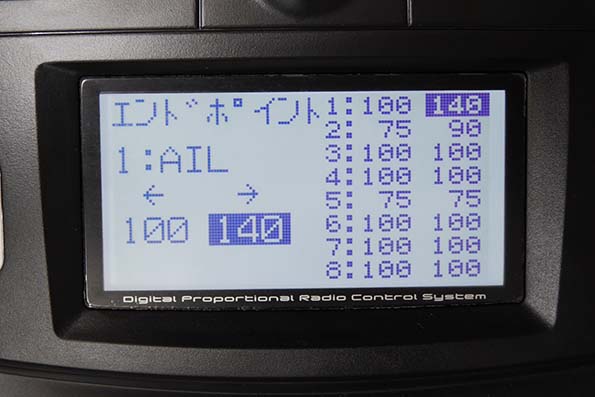 エンドポイント
1:AIL
← →
100 140
1:100 140
2: 75 90
3:100 100
4:100 100
5: 75 75
6:100 100
7:100 100
8:100 100
Digital Proportional Radio Control System